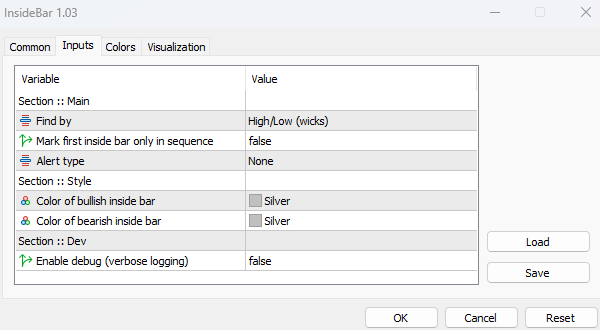 InsideBar 1.03
Common Inputs Colors Visualization
Variable Value
Section :: Main
Find by High/Low (wicks)
Mark first inside bar only in sequence false
Alert type None
Section :: Style
Color of bullish inside bar Silver
Color of bearish inside bar Silver
Section :: Dev
Enable debug (verbose logging) false
Load
Save
OK Cancel Reset